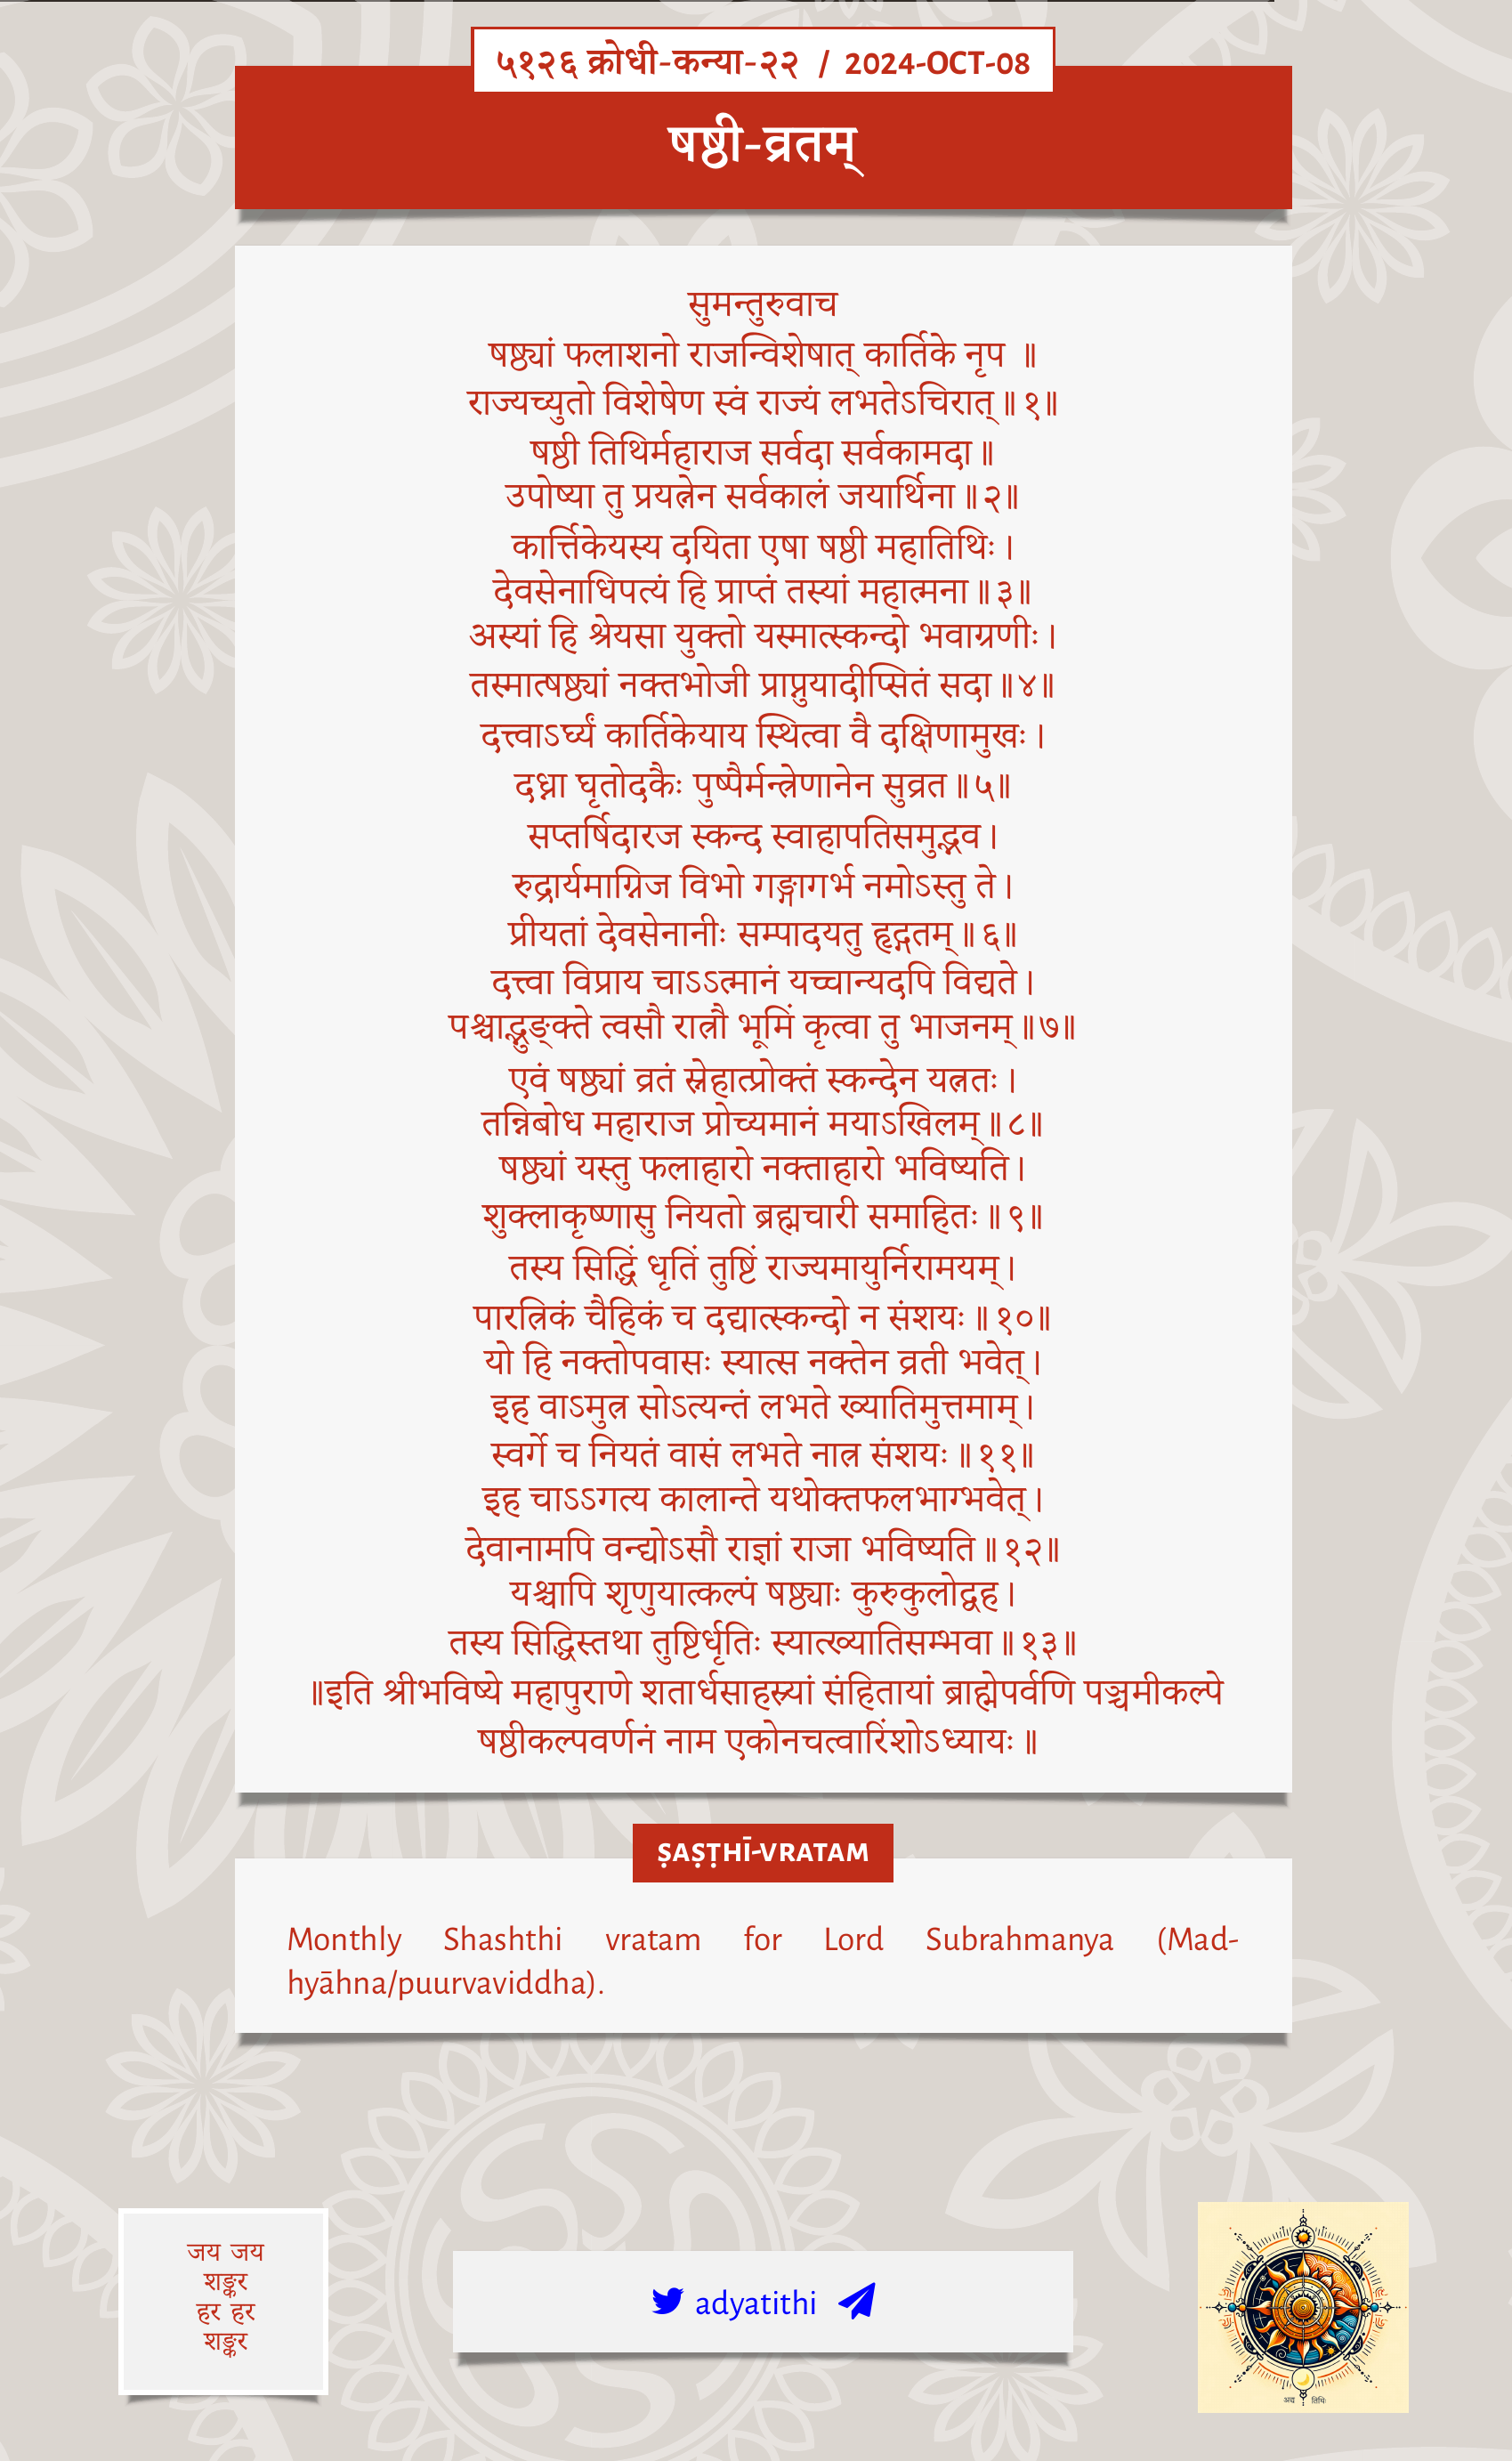 ५१२६ क्रोधी-कन्या-२२ / 2024-OCT-08
षष्ठी-व्रतम्
सुमन्तुरुवाच
षष्ठ्यां फलाशनो राजन्विशेषात् कार्तिके नृप ॥
राज्यच्युतो विशेषेण स्वं राज्यं लभतेऽचिरात्॥१॥
षष्ठी तिथिर्महाराज सर्वदा सर्वकामदा॥
उपोष्या तु प्रयत्नेन सर्वकालं जयार्थिना॥२॥
कार्त्तिकेयस्य दयिता एषा षष्ठी महातिथिः।
देवसेनाधिपत्यं हि प्राप्तं तस्यां महात्मना॥३॥
अस्यां हि श्रेयसा युक्तो यस्मात्स्कन्दो भवाग्रणीः।
तस्मात्षष्ठ्यां नक्तभोजी प्राप्नुयादीप्सितं सदा॥४॥
दत्त्वाऽर्घ्यं कार्तिकेयाय स्थित्वा वै दक्षिणामुखः।
दध्ना घृतोदकैः पुष्पैर्मन्त्रेणानेन सुव्रत॥५॥
सप्तर्षिदारज स्कन्द स्वाहापतिसमुद्भव।
रुद्रार्यमाग्निज विभो गङ्गागर्भ नमोऽस्तु ते।
प्रीयतां देवसेनानीः सम्पादयतु हृद्गतम्॥६॥
दत्त्वा विप्राय चाऽऽत्मानं यच्चान्यदपि विद्यते।
पश्चाद्भुङ्क्ते त्वसौ रात्रौ भूमिं कृत्वा तु भाजनम्॥७॥
एवं षष्ठ्यां व्रतं स्नेहात्प्रोक्तं स्कन्देन यत्नतः।
तन्निबोध महाराज प्रोच्यमानं मयाऽखिलम्॥८॥
षष्ठ्यां यस्तु फलाहारो नक्ताहारो भविष्यति।
शुक्लाकृष्णासु नियतो ब्रह्मचारी समाहितः॥९॥
तस्य सिद्धिं धृतिं तुष्टिं राज्यमायुर्निरामयम्।
पारत्रिकं चैहिकं च दद्यात्स्कन्दो न संशयः॥१०॥
यो हि नक्तोपवासः स्यात्स नक्तेन व्रती भवेत्।
इह वाऽमुत्र सोऽत्यन्तं लभते ख्यातिमुत्तमाम्।
स्वर्गे च नियतं वासं लभते नात्र संशयः॥११॥
इह चाऽऽगत्य कालान्ते यथोक्तफलभाग्भवेत्।
देवानामपि वन्द्योऽसौ राज्ञां राजा भविष्यति॥१२॥
यश्चापि शृणुयात्कल्पं षष्ठ्याः कुरुकुलोद्वह।
तस्य सिद्धिस्तथा तुष्टिर्धृतिः स्यात्ख्यातिसम्भवा॥१३॥
॥इति श्रीभविष्ये महापुराणे शतार्धसाहस्र्यां संहितायां ब्राह्मेपर्वणि पञ्चमीकल्पे
षष्ठीकल्पवर्णनं नाम एकोनचत्वारिंशोऽध्यायः॥
ṢAṢṬHĪ-VRATAM
Monthly Shashthi vratam for Lord Subrahmanya (Mad-
hyāhna/puurvaviddha).
जय जय
शङ्कर
हर हर
शङ्कर
adyatithi
अद्य तिथिः